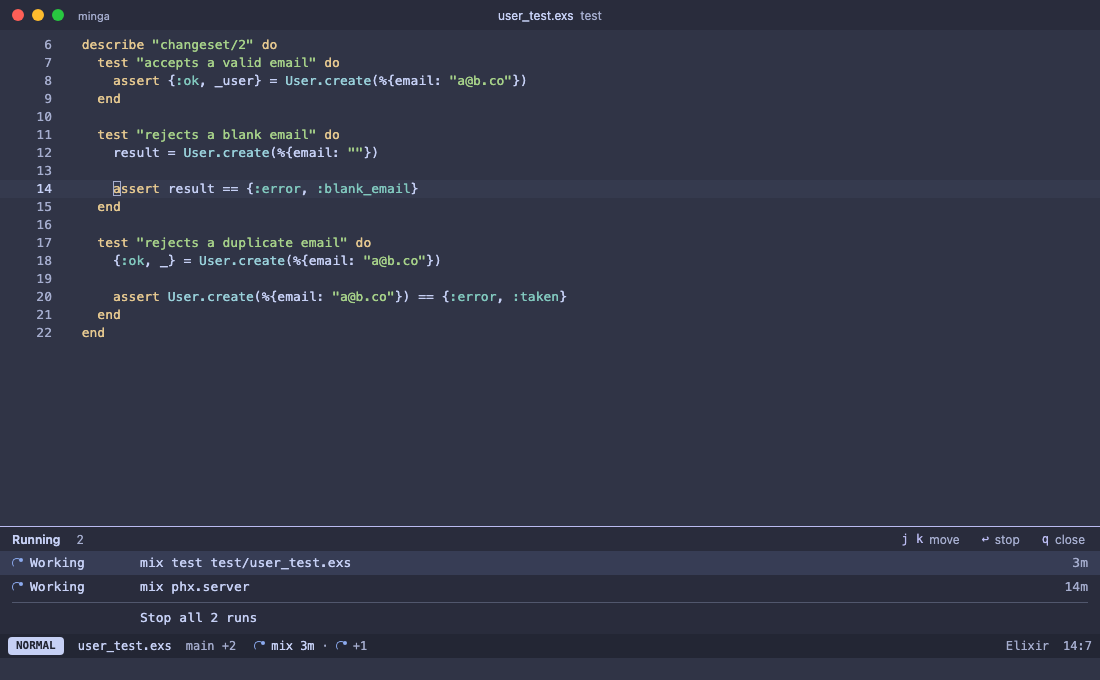 minga
user_test.exs test
6 describe "changeset/2" do
7 test "accepts a valid email" do
8 assert {:ok, _user} = User.create(%{email: "a@b.co"})
9 end
10
11 test "rejects a blank email" do
12 result = User.create(%{email: ""})
13
14 assert result == {:error, :blank_email}
15 end
16
17 test "rejects a duplicate email" do
18 {:ok, _} = User.create(%{email: "a@b.co"})
19
20 assert User.create(%{email: "a@b.co"}) == {:error, :taken}
21 end
22 end
Running 2 j k move ↩ stop q close
Working mix test test/user_test.exs 3m
Working mix phx.server 14m
Stop all 2 runs
NORMAL user_test.exs main +2 mix 3m · +1 Elixir 14:7